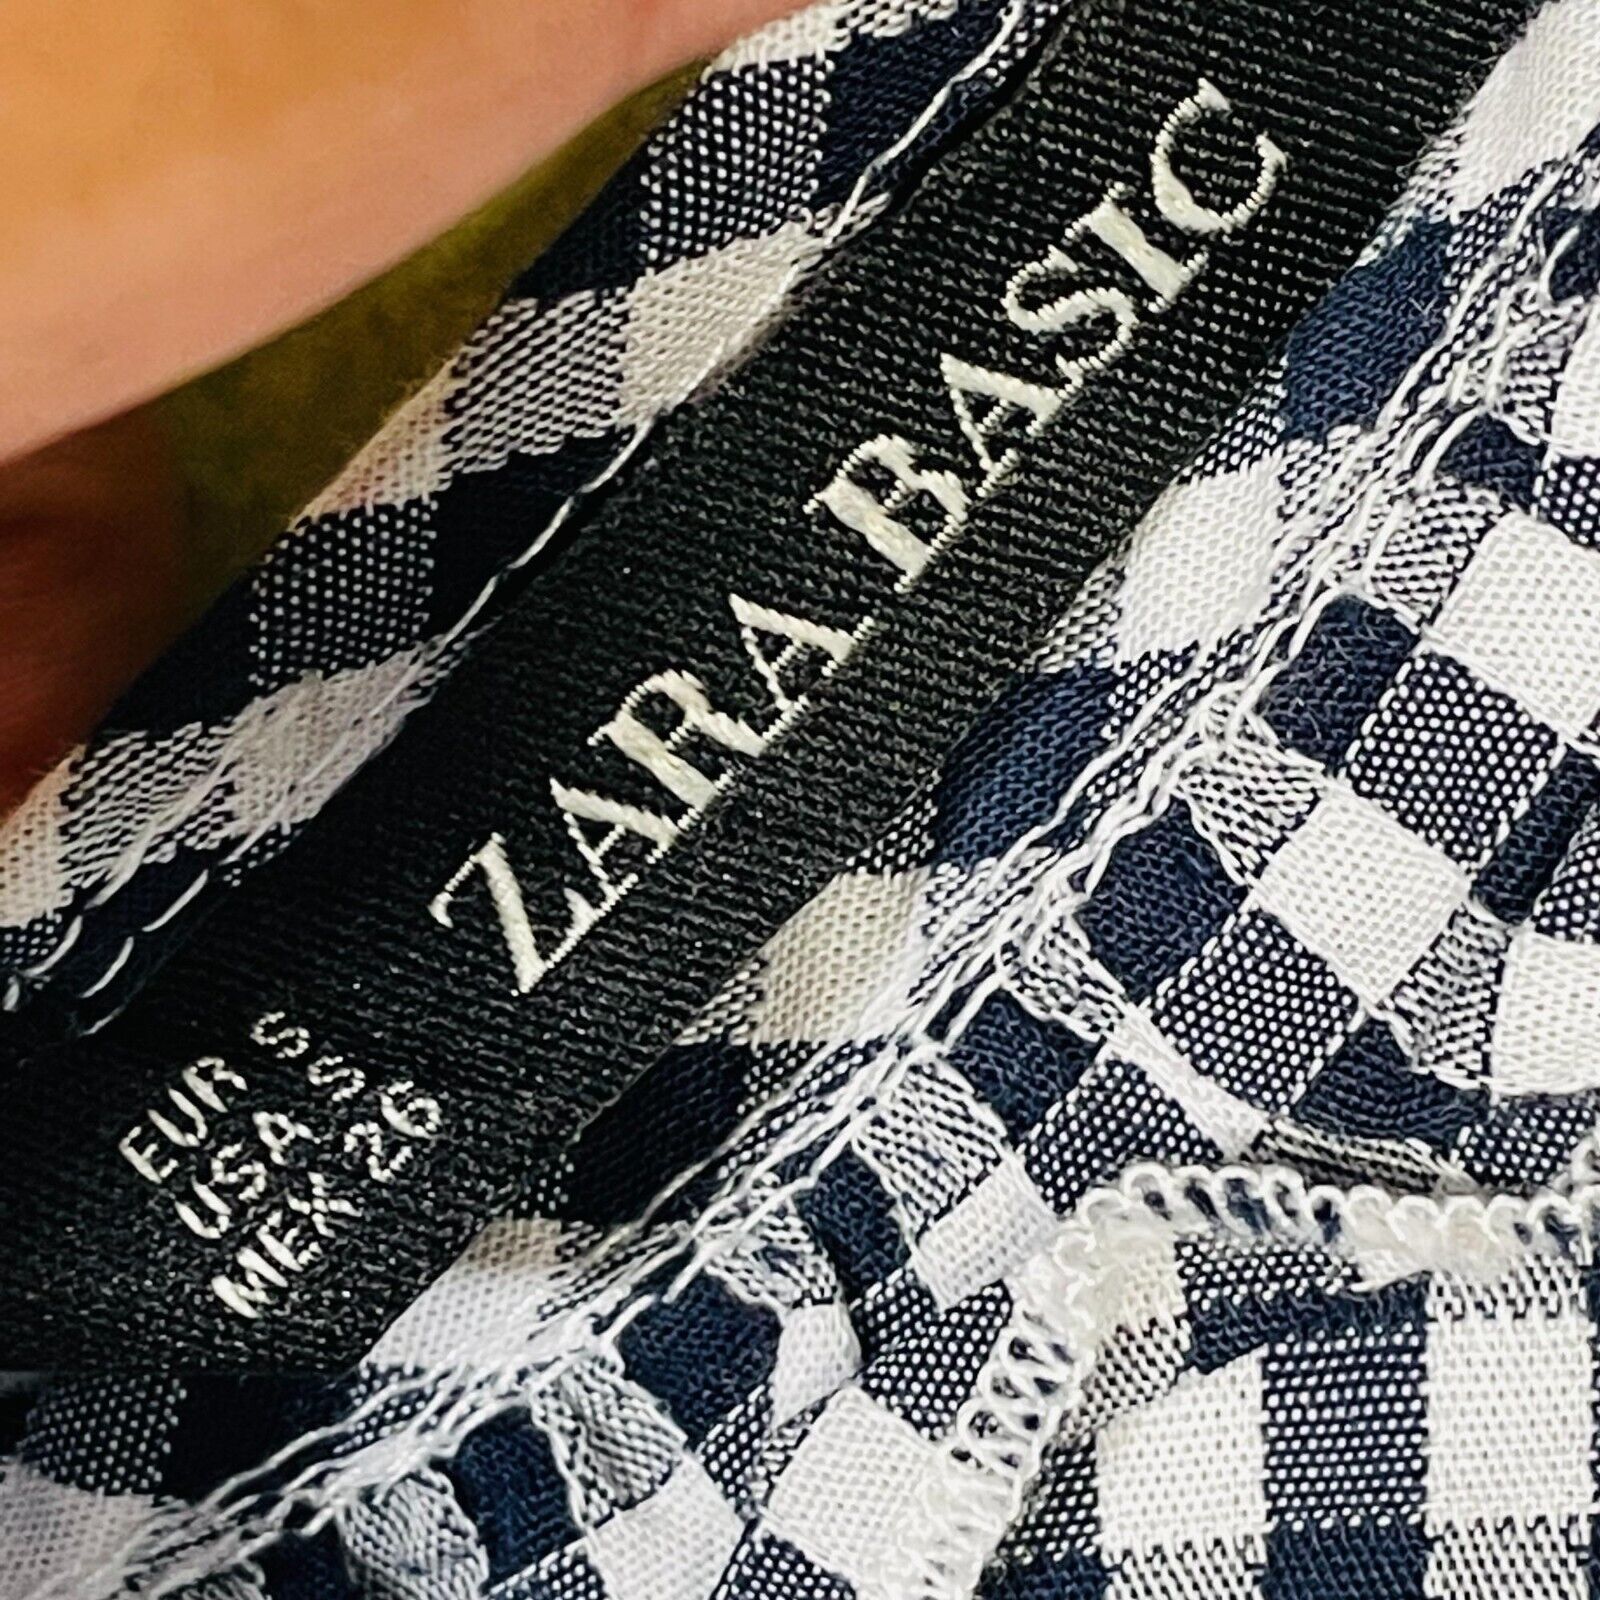 ZARA BASIC
EUR S
USA S
MEX 26